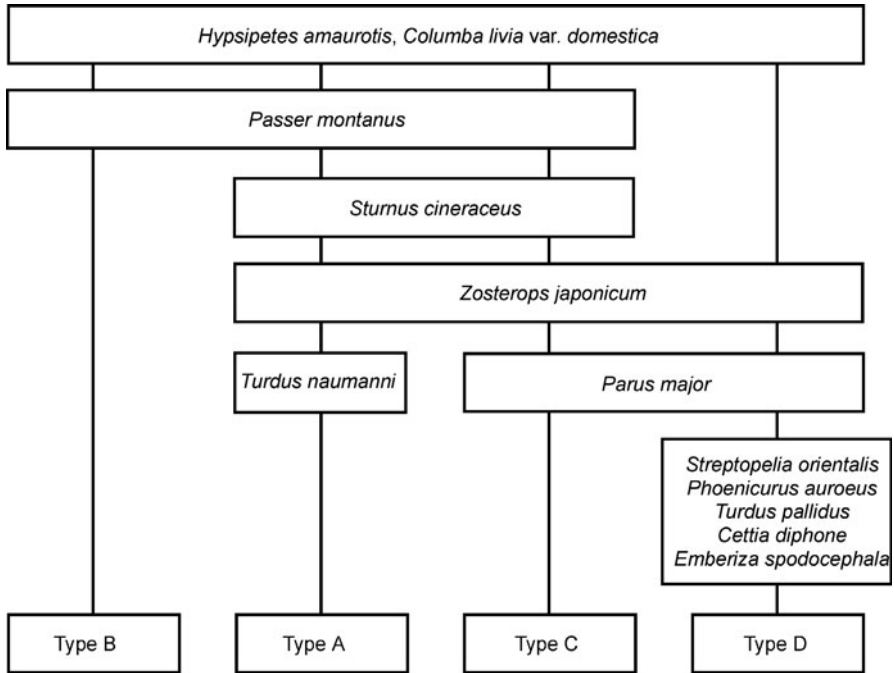 Hypsipetes amaurotis, Columba livia var. domestica
Passer montanus
Sturnus cineraceus
Zosterops japonicum
Turdus naumanni
Parus major
Streptopelia orientalis
Phoenicurus auroeus
Turdus pallidus
Cettia diphone
Emberiza spodocephala
Type B
Type A
Type C
Type D